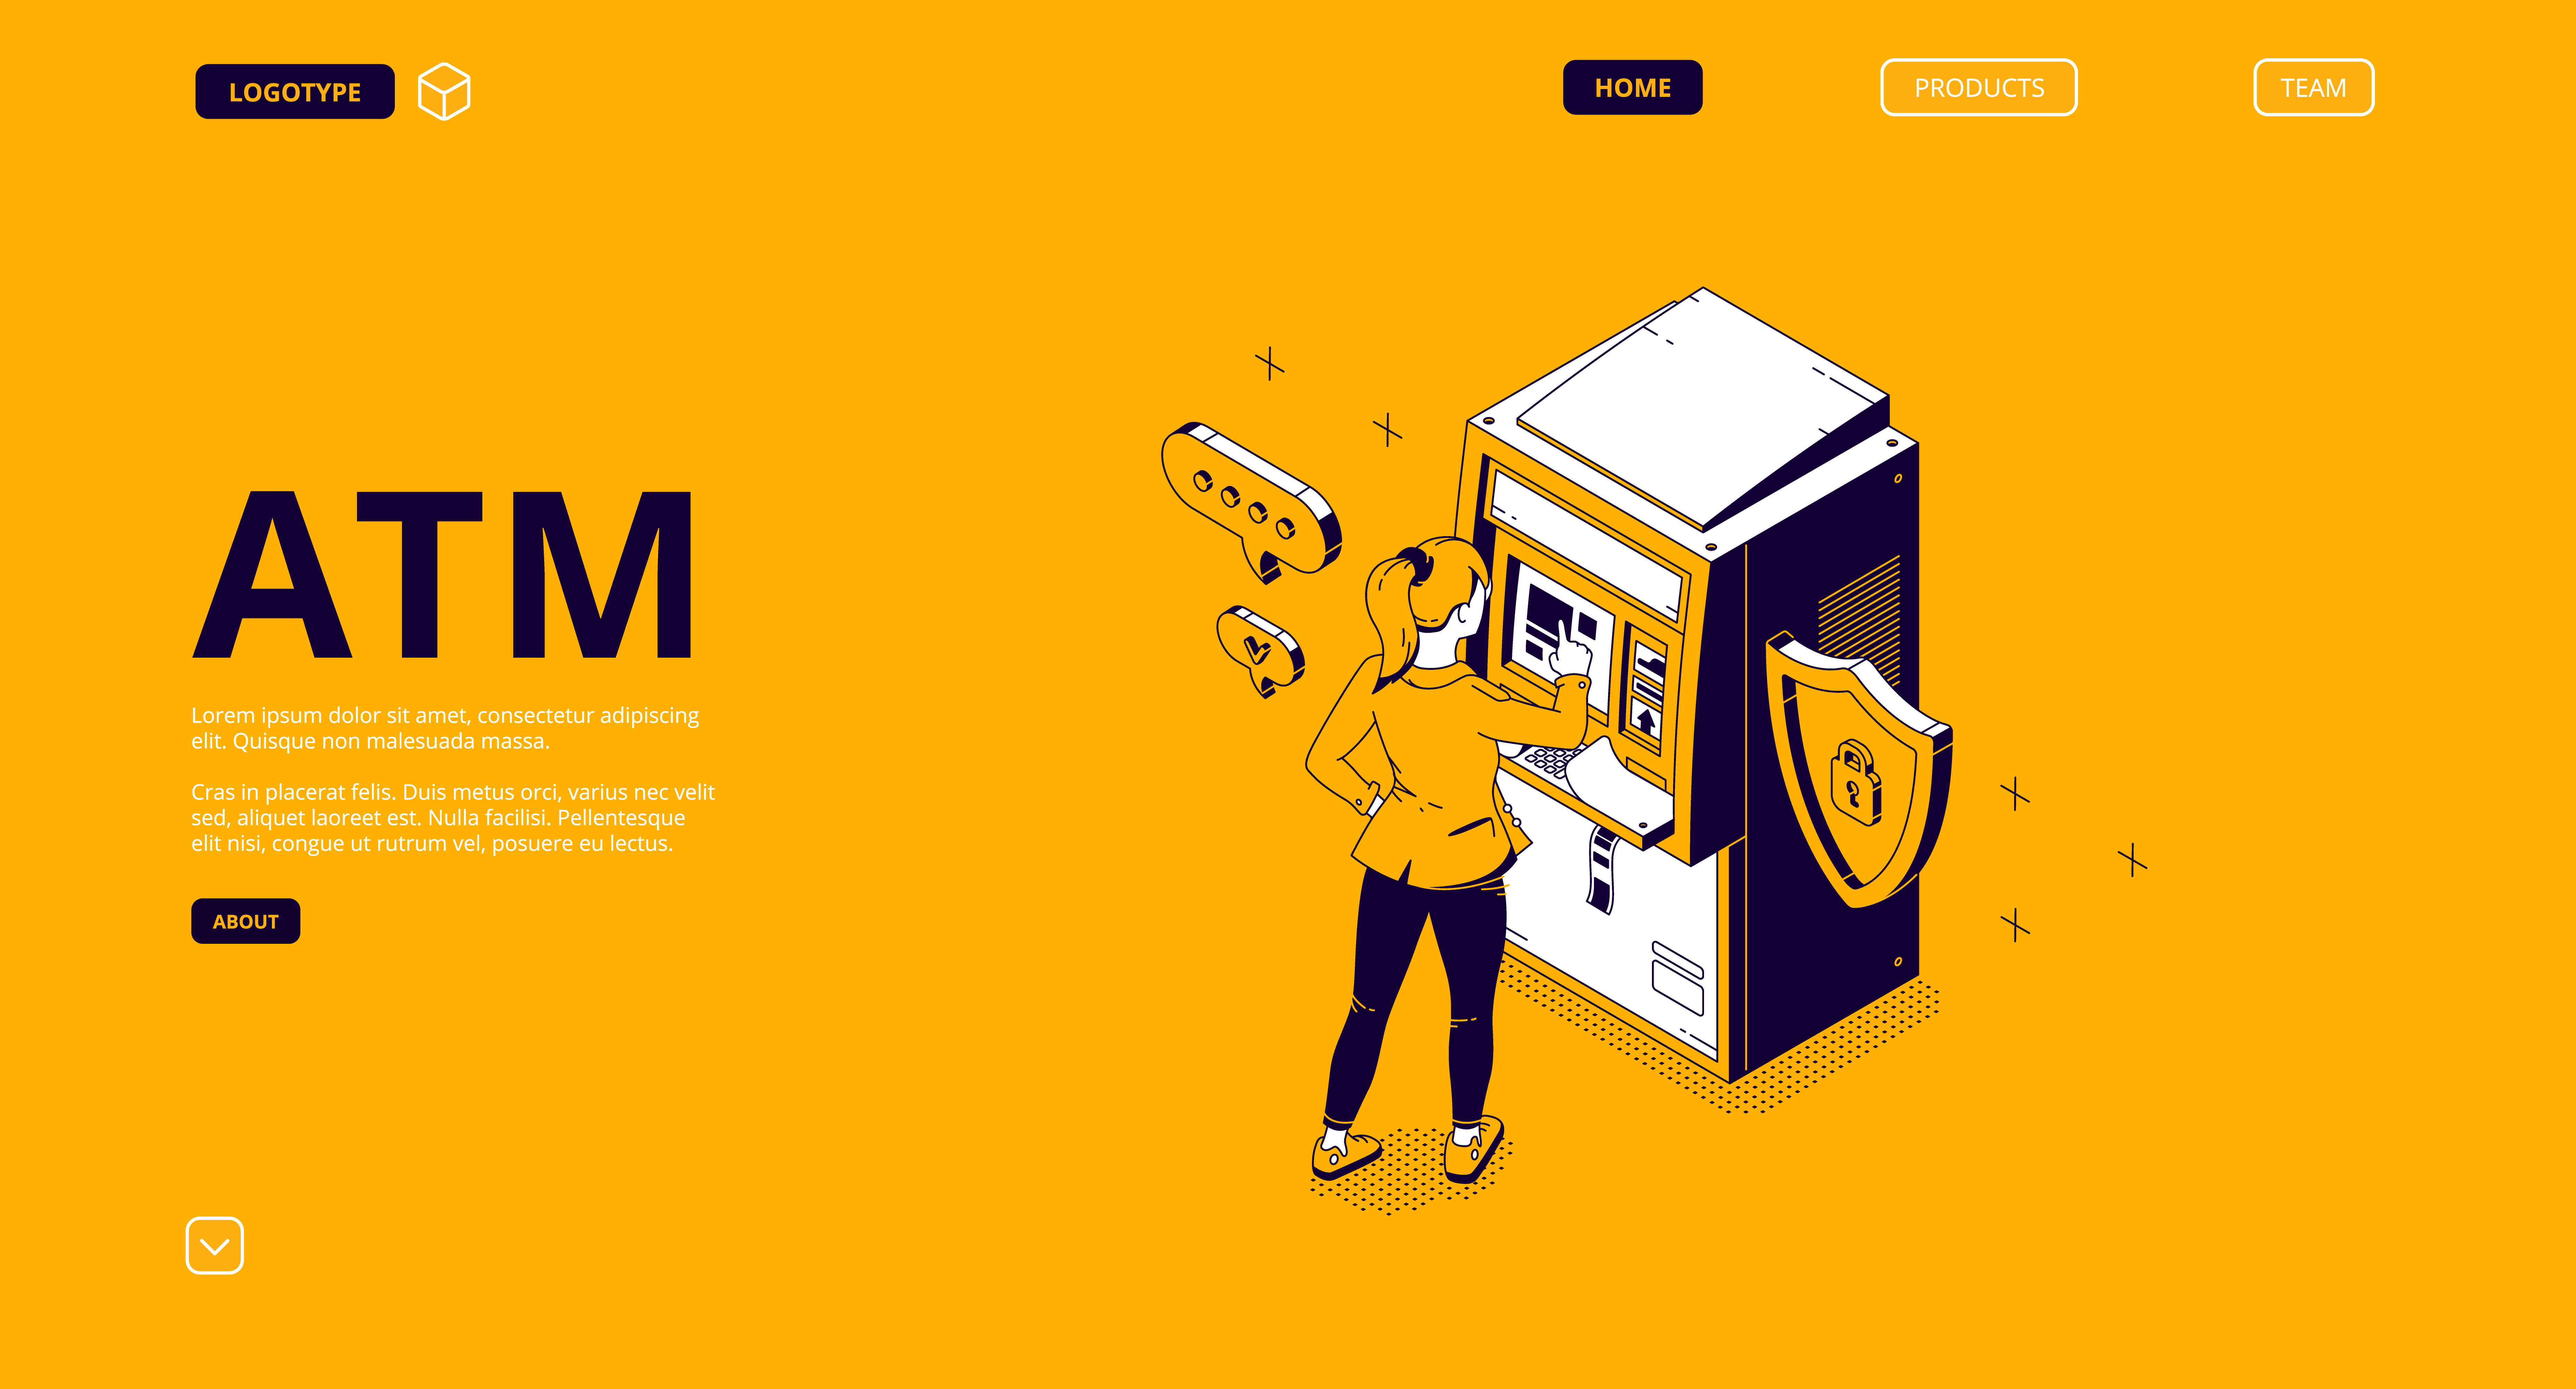 LOGOTYPE
HOME
PRODUCTS
TEAM
ATM
Lorem ipsum dolor sit amet, consectetur adipiscing
elit. Quisque non malesuada massa.
Cras in placerat felis. Duis metus orci, varius nec velit
sed, aliquet laoreet est. Nulla facilisi. Pellentesque
elit nisi, congue ut rutrum vel, posuere eu lectus.
ABOUT